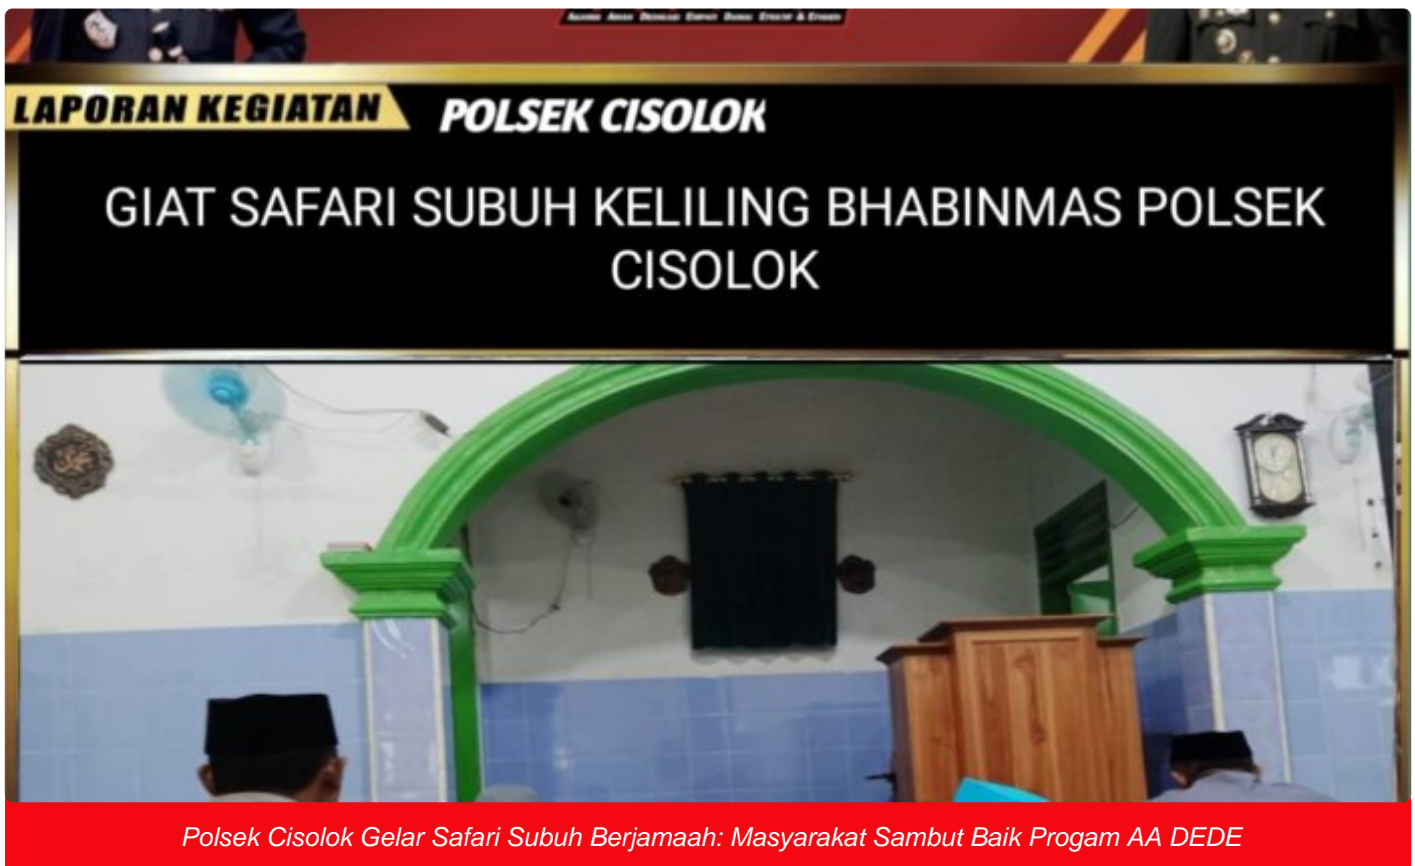 LAPORAN KEGIATAN
POLSEK CISOLOK
GIAT SAFARI SUBUH KELILING BHABINMAS POLSEK
CISOLOK
Polsek Cisolok Gelar Safari Subuh Berjamaah: Masyarakat Sambut Baik Progam AA DEDE